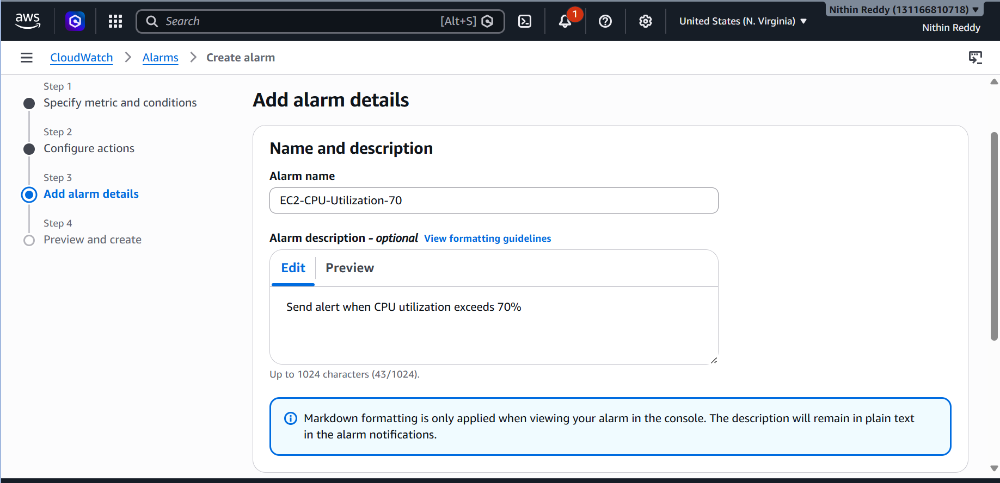 aws
Search
[Alt+S]
1
United States (N. Virginia)
Nithin Reddy (131166810718)
Nithin Reddy
CloudWatch
Alarms
Create alarm
Step 1
Specify metric and conditions
Step 2
Configure actions
Step 3
Add alarm details
Step 4
Preview and create
Add alarm details
Name and description
Alarm name
EC2-CPU-Utilization-70
Alarm description - optional View formatting guidelines
Edit
Preview
Send alert when CPU utilization exceeds 70%
Up to 1024 characters (43/1024).
Markdown formatting is only applied when viewing your alarm in the console. The description will remain in plain text
in the alarm notifications.